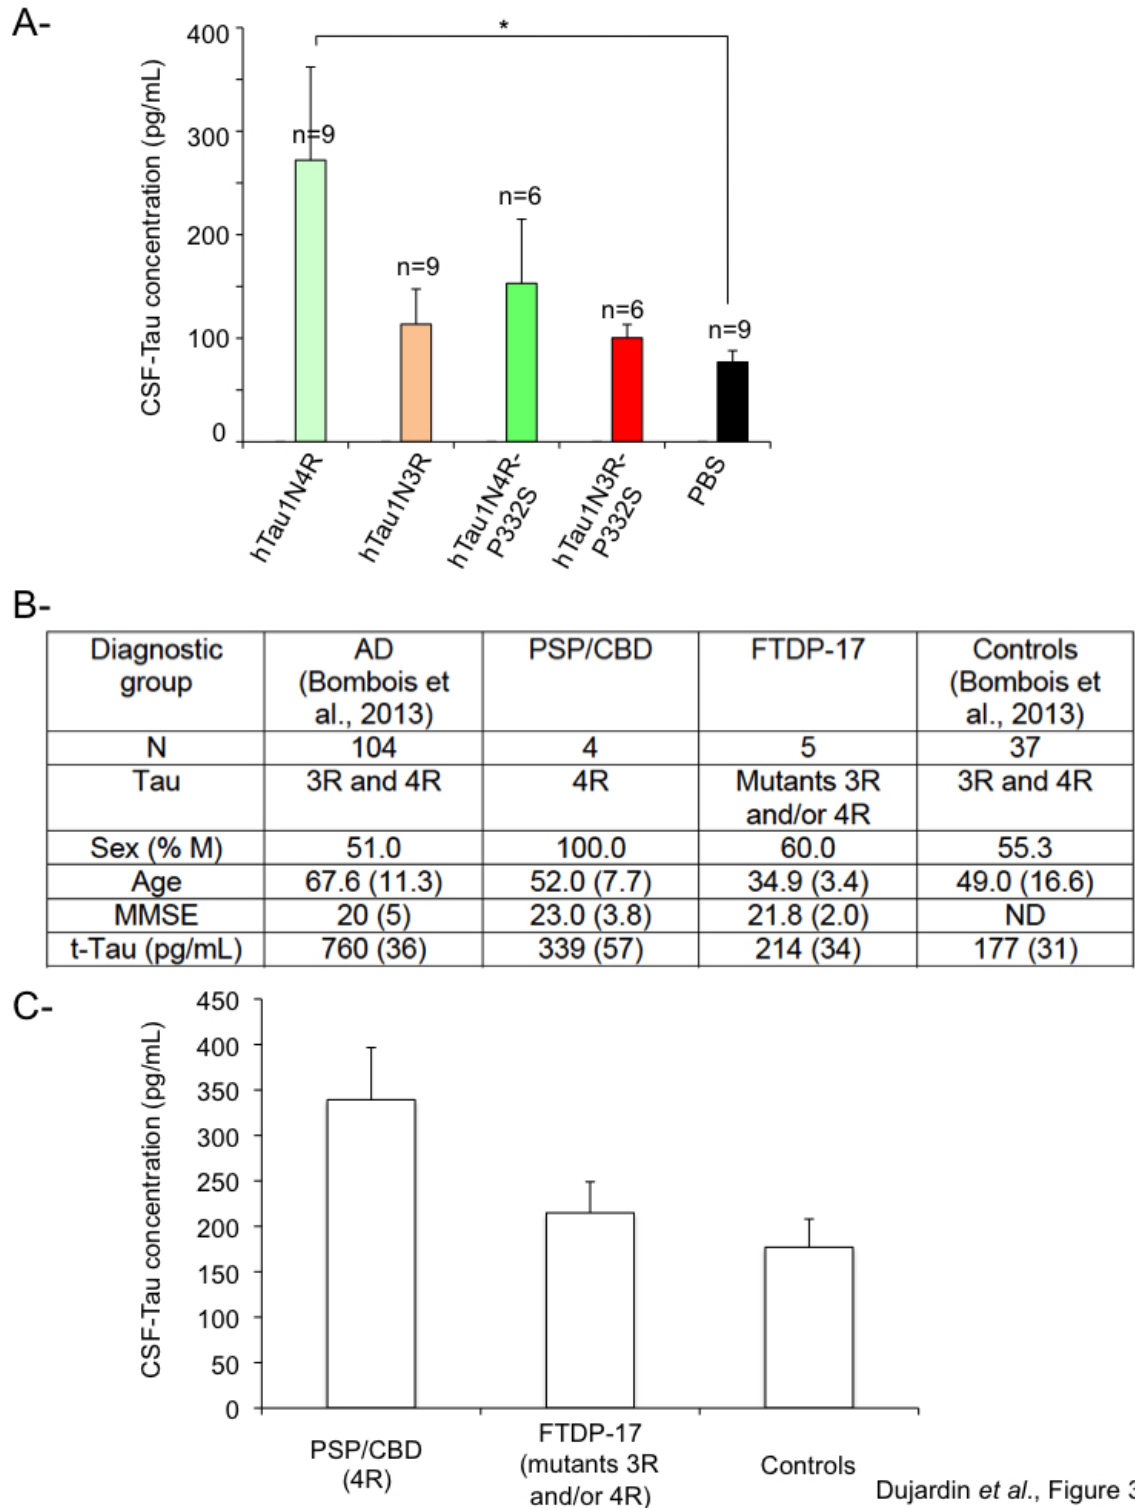 A-
*
400
300
200
100
0
CSF-Tau concentration (pg/mL)
n=9
n=9
n=6
n=6
n=9
hTau1N4R
hTau1N3R
hTau1N4R-
P332S
hTau1N3R-
P332S
PBS
B-
Diagnostic group AD (Bombois et al., 2013) PSP/CBD FTDP-17 Controls (Bombois et al., 2013)
N 104 4 5 37
Tau 3R and 4R 4R Mutants 3R and/or 4R 3R and 4R
Sex (% M) 51.0 100.0 60.0 55.3
Age 67.6 (11.3) 52.0 (7.7) 34.9 (3.4) 49.0 (16.6)
MMSE 20 (5) 23.0 (3.8) 21.8 (2.0) ND
t-Tau (pg/mL) 760 (36) 339 (57) 214 (34) 177 (31)
C-
450
400
350
300
250
200
150
100
50
0
CSF-Tau concentration (pg/mL)
PSP/CBD
(4R)
FTDP-17
(mutants 3R
and/or 4R)
Controls
Dujardin et al., Figure 3